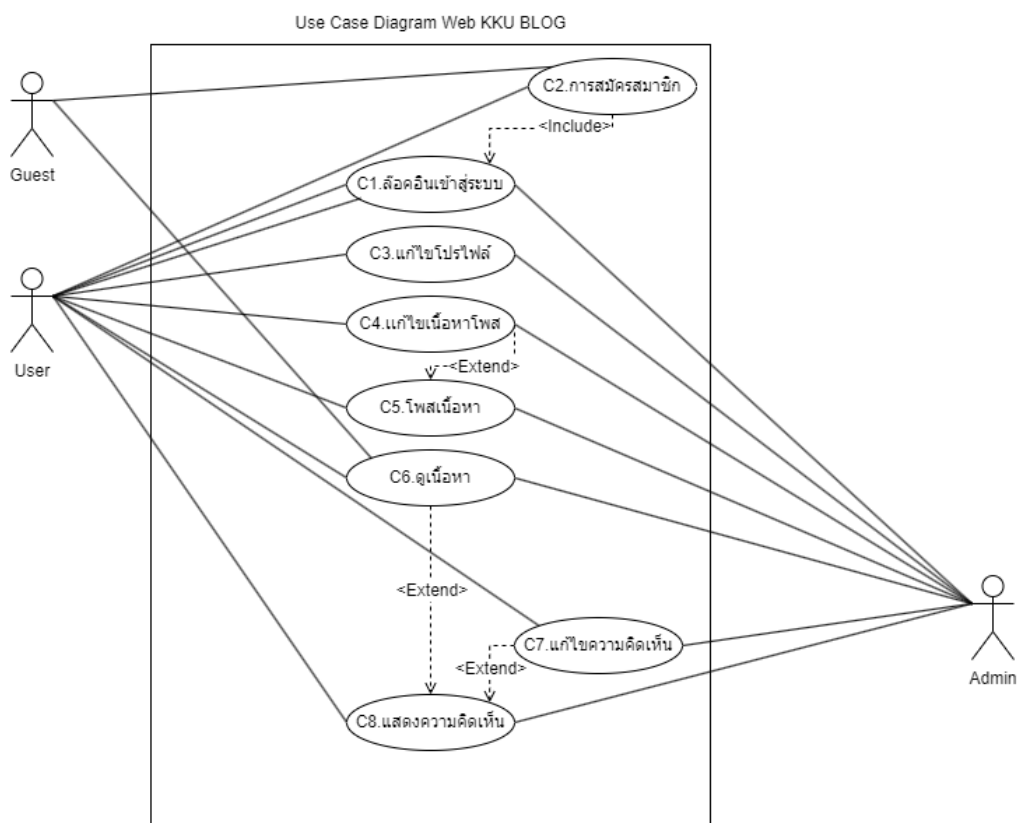 Use Case Diagram Web KKU BLOG
C2.การสมัครสมาชิก
<Include>
Guest
C1.ล๊อคอินเข้าสู่ระบบ
C3.แก้ไขโปรไฟล์
C4.แก้ไขเนื้อหาโพส
User
<Extend>
C5.โพสเนื้อหา
C6.ดูเนื้อหา
<Extend>
C7.แก้ไขความคิดเห็น
<Extend>
Admin
C8.แสดงความคิดเห็น